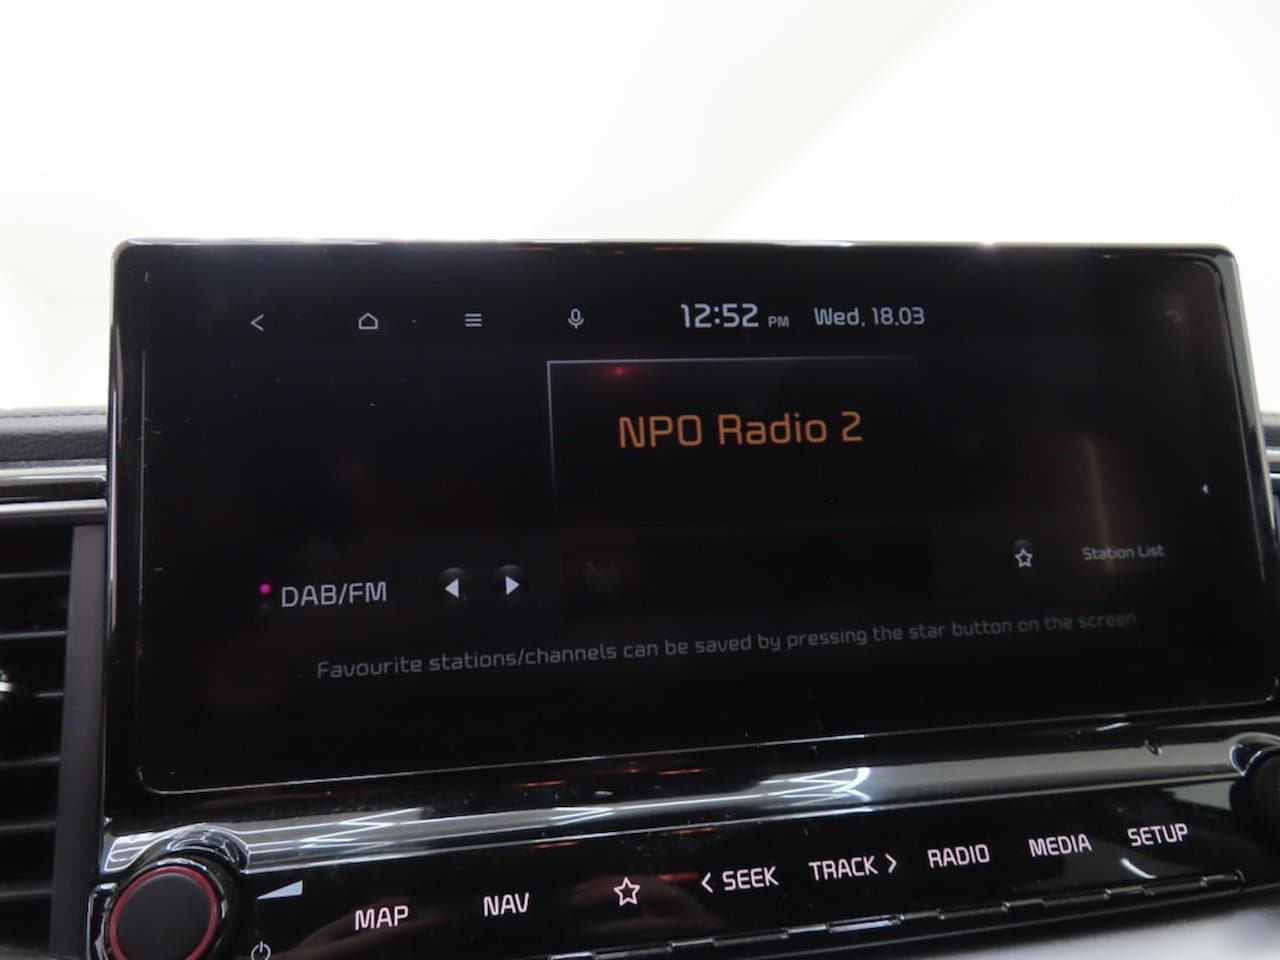 12:52 PM Wed, 18.03
NPO Radio 2
Station List
DAB/FM
Favourite stations/channels can be saved by pressing the star button on the screen.
MAP NAV < SEEK TRACK > RADIO MEDIA SETUP